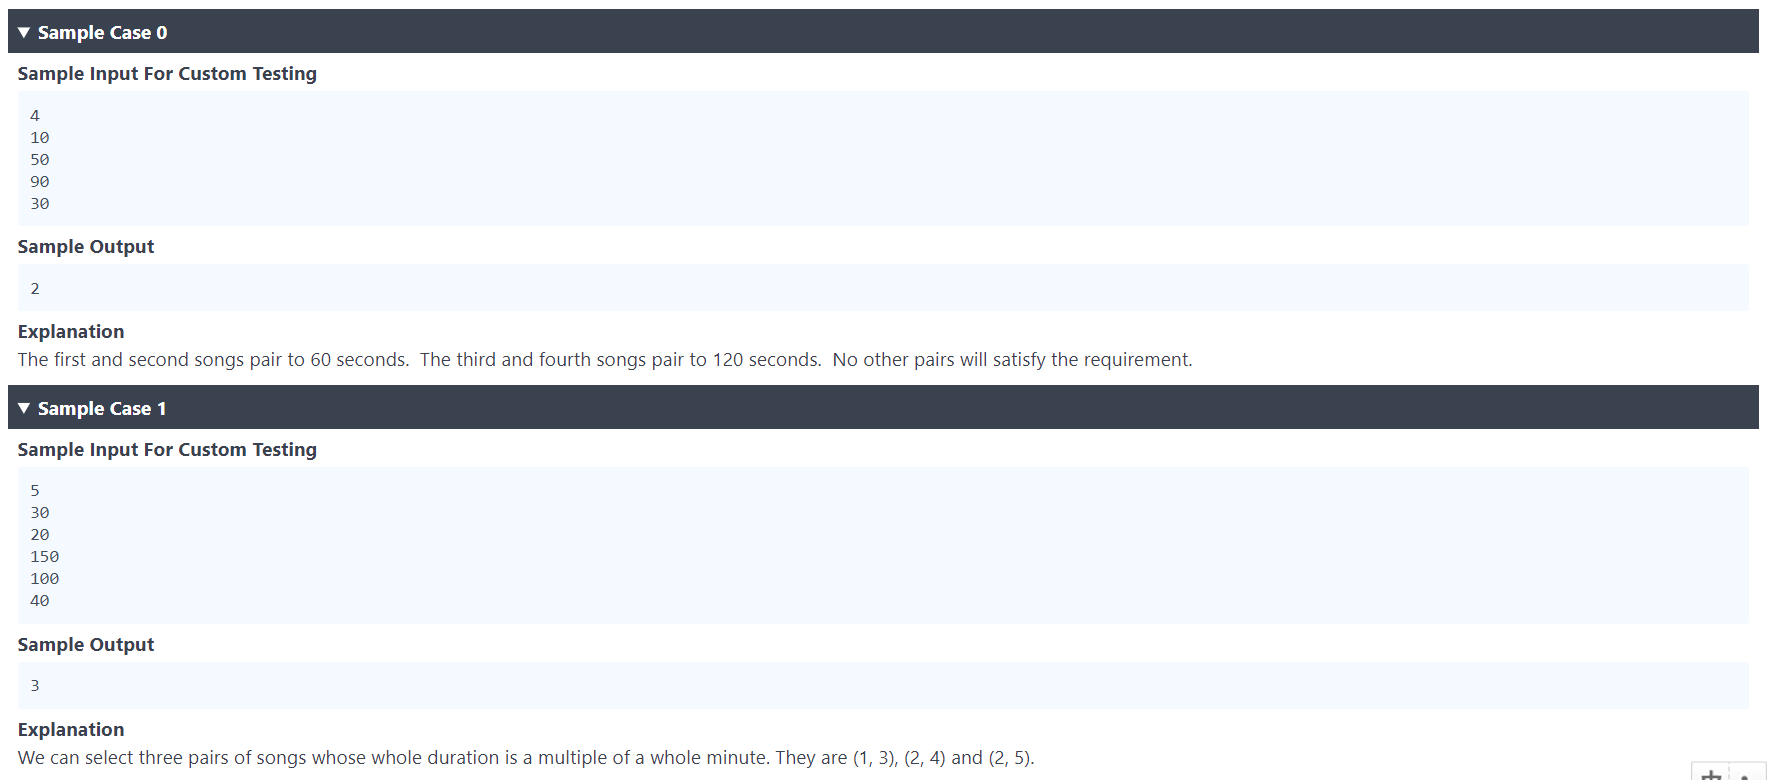 ▼ Sample Case 0
Sample Input For Custom Testing
4
10
50
90
30
Sample Output
2
Explanation
The first and second songs pair to 60 seconds.  The third and fourth songs pair to 120 seconds.  No other pairs will satisfy the requirement.
▼ Sample Case 1
Sample Input For Custom Testing
5
30
20
150
100
40
Sample Output
3
Explanation
We can select three pairs of songs whose whole duration is a multiple of a whole minute. They are (1, 3), (2, 4) and (2, 5).